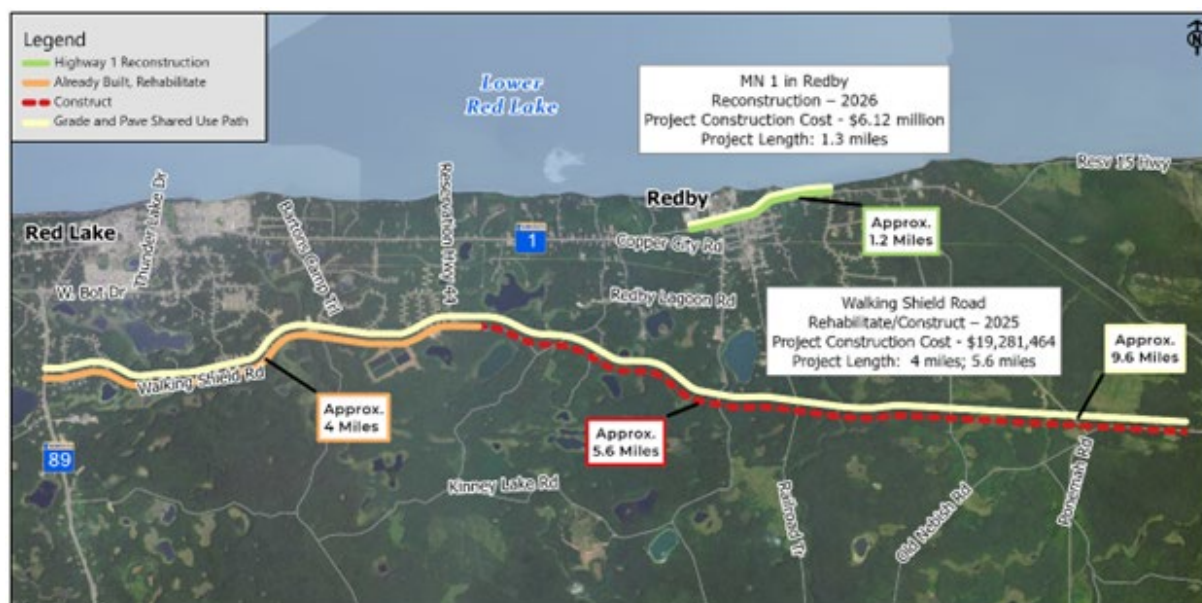 Legend
Highway 1 Reconstruction
Already Built, Rehabilitate
Construct
Grade and Pave Shared Use Path
N
Lower
Red Lake
MN 1 in Redby
Reconstruction – 2026
Project Construction Cost - $6.12 million
Project Length: 1.3 miles
Resv 15 Hwy
Redby
Approx.
1.2 Miles
Red Lake
Thunder Lake Dr
Bartons Camp Trl
Reservation Hwy 44
1
Copper City Rd
W. Bot Dr
Redby Lagoon Rd
Walking Shield Road
Rehabilitate/Construct – 2025
Project Construction Cost - $19,281,464
Project Length: 4 miles; 5.6 miles
Approx.
9.6 Miles
Walking Shield Rd
Approx.
4 Miles
Approx.
5.6 Miles
89
Kinney Lake Rd
Railroad Tr
Old Nebish Rd
Ponemah Rd